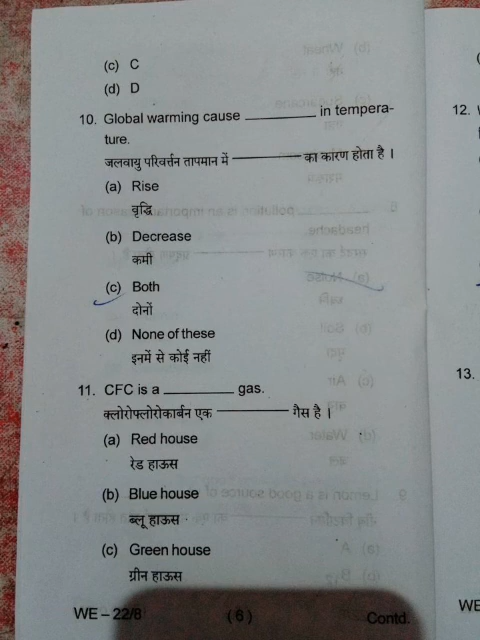 (c) C
(d) D
10. Global warming cause ________ in tempera-
ture.
जलवायु परिवर्त्तन तापमान में ________ का कारण होता है ।
(a) Rise
वृद्धि
(b) Decrease
कमी
(c) Both
दोनों
(d) None of these
इनमें से कोई नहीं
11. CFC is a ________ gas.
क्लोरोफ्लोरोकार्बन एक ________ गैस है ।
(a) Red house
रेड हाऊस
(b) Blue house
ब्लू हाऊस
(c) Green house
ग्रीन हाऊस
WE – 22/8 (6) Contd.
12.
13.
WE